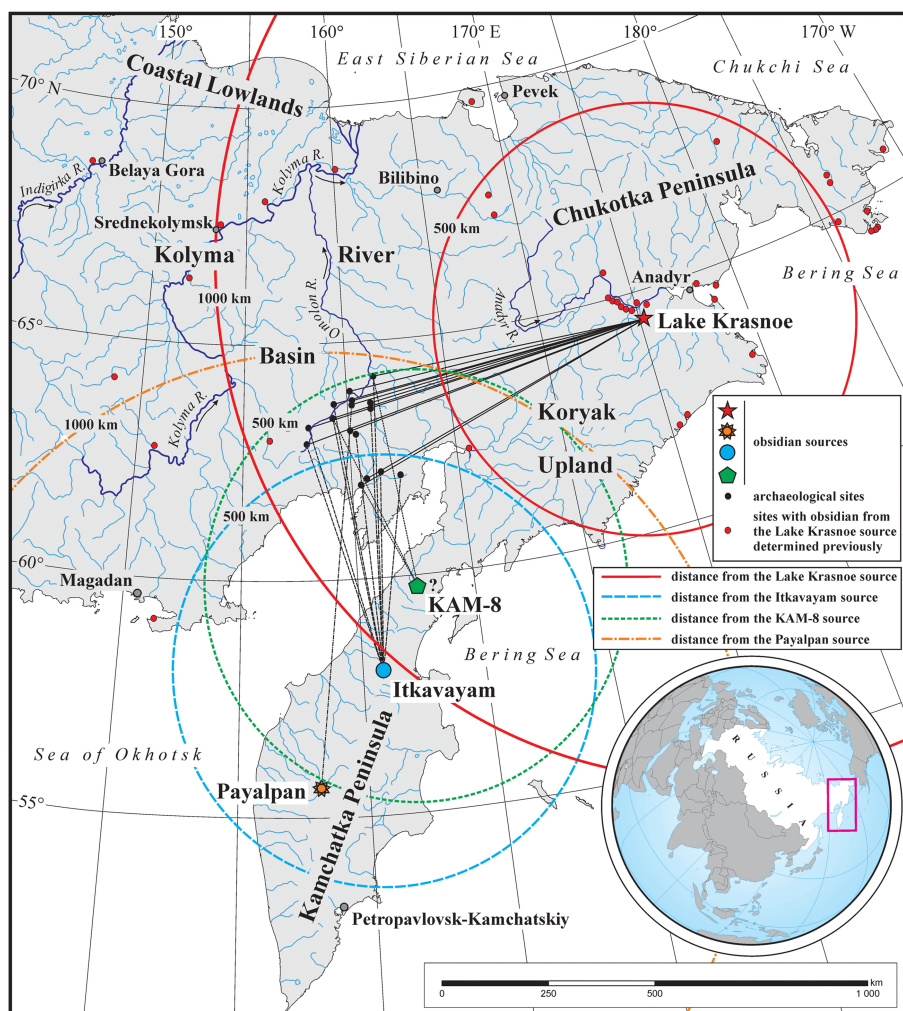 150°
160°
170° E
180°
170° W
East Siberian Sea
Chukchi Sea
70° N
Coastal Lowlands
Pevek
Belaya Gora
Indigirka R.
Kolyma R.
Bilibino
Chukotka Peninsula
500 km
Srednekolymsk
Kolyma
River
Bering Sea
Anadyr
1000 km
Omolon R.
Anadyr R.
Lake Krasnoe
65°
Basin
1000 km
Kolyma R.
500 km
Koryak
Upland
obsidian sources
archaeological sites
sites with obsidian from
the Lake Krasnoe source
determined previously
500 km
60°
Magadan
?
KAM-8
distance from the Lake Krasnoe source
distance from the Itkavayam source
distance from the KAM-8 source
distance from the Payalpan source
Bering Sea
Itkavayam
Sea of Okhotsk
Kamchatka Peninsula
Payalpan
55°
RUSSIA
Petropavlovsk-Kamchatskiy
km
0
250
500
1 000